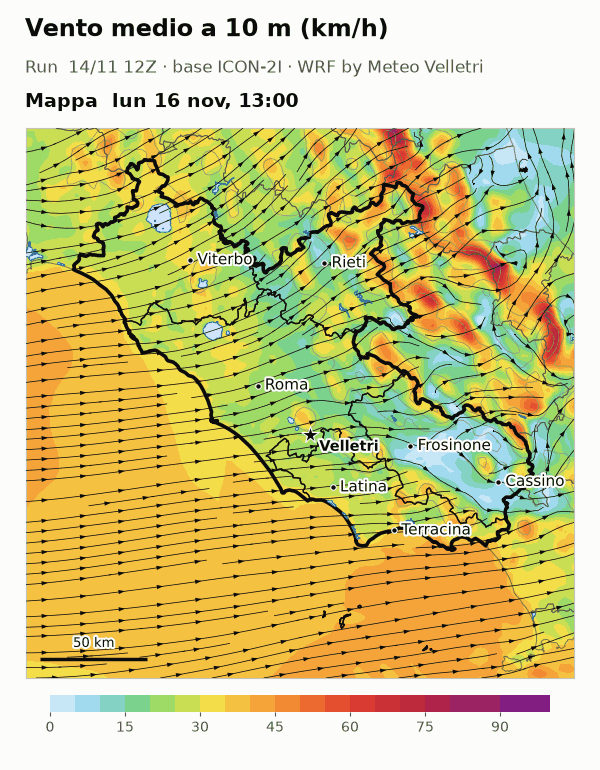 Vento medio a 10 m (km/h)
Run  14/11 12Z · base ICON-2I · WRF by Meteo Velletri
Mappa  lun 16 nov, 13:00
Viterbo
Rieti
Roma
Velletri
Frosinone
Latina
Cassino
Terracina
50 km
0 15 30 45 60 75 90